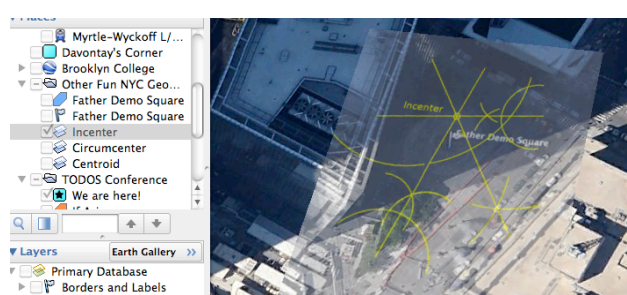 Places
Myrtle-Wyckoff L/...
Davontay's Corner
Brooklyn College
Other Fun NYC Geo...
Father Demo Square
Father Demo Square
Incenter
Circumcenter
Centroid
TODOS Conference
We are here!
Layers
Earth Gallery >>
Primary Database
Borders and Labels
Incenter
Father Demo Square